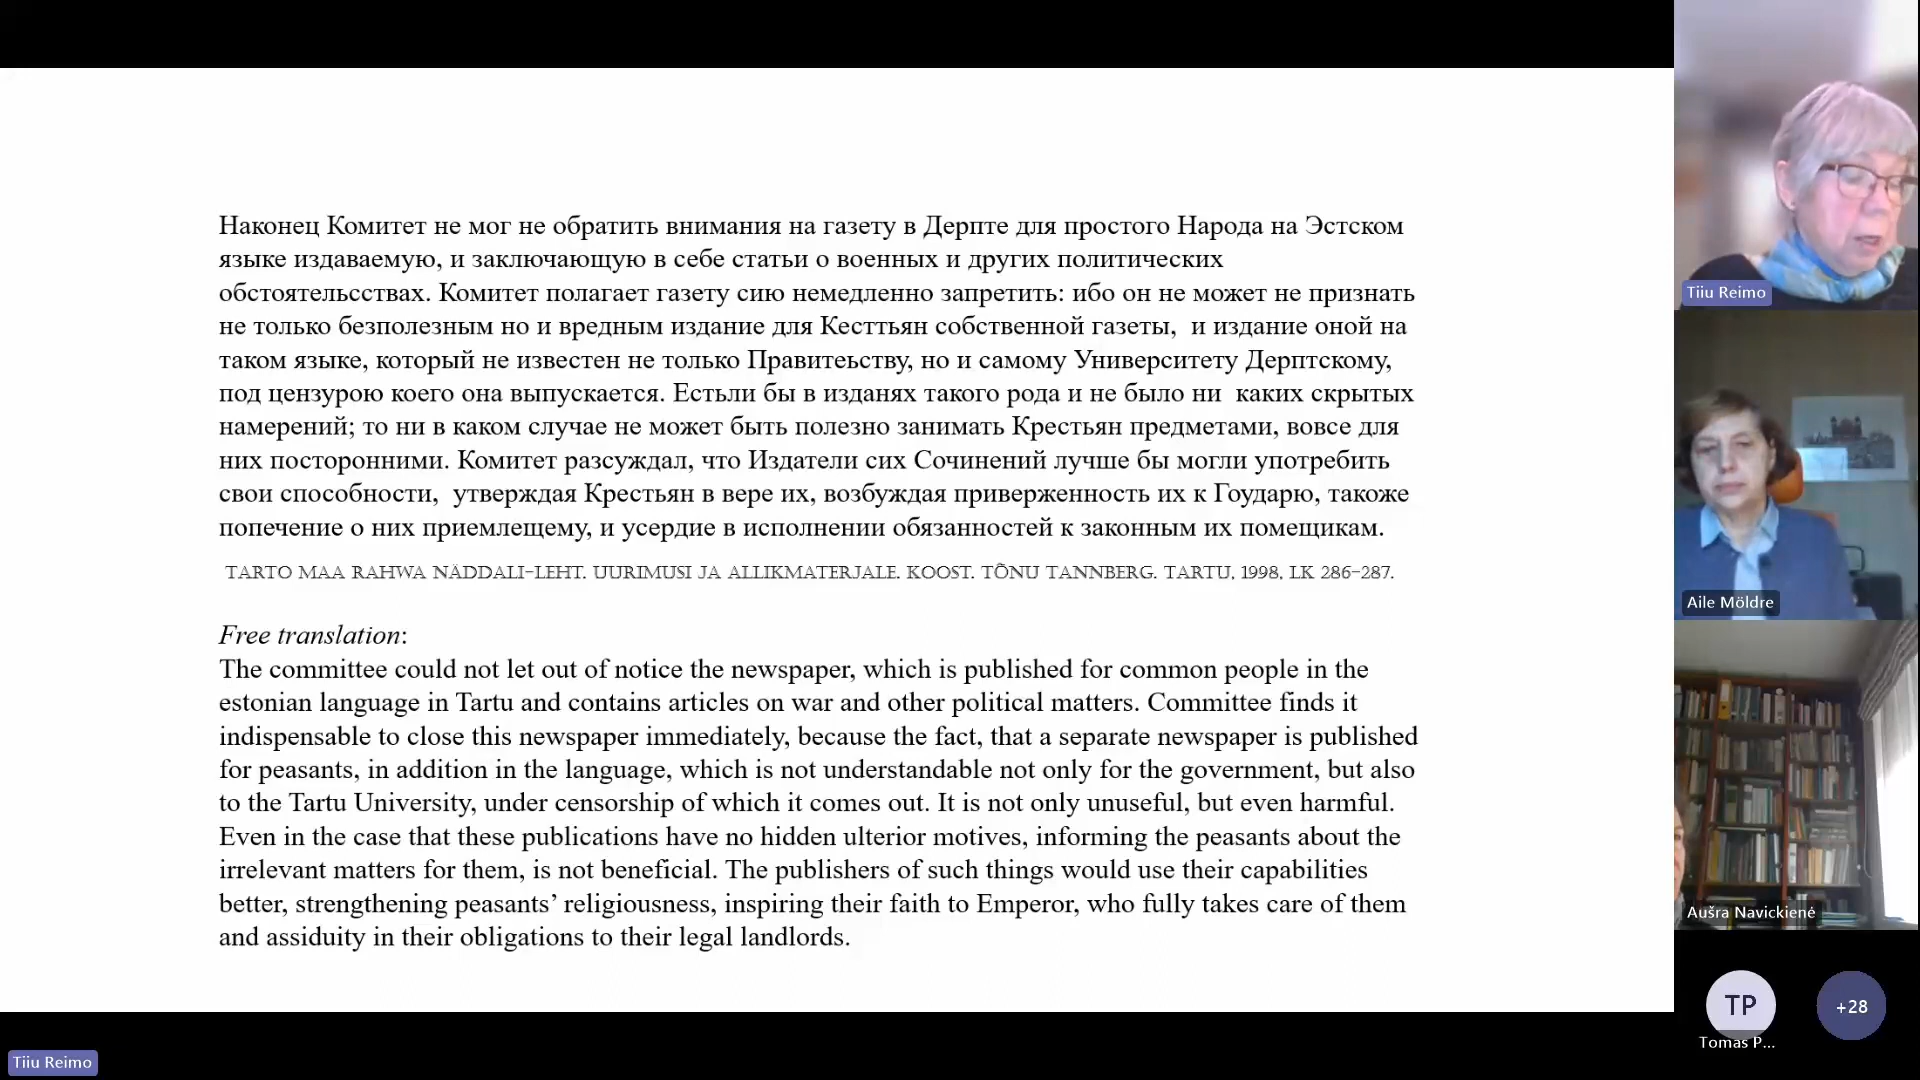 Наконец Комитет не мог не обратить внимания на газету в Дерпте для простого Народа на Эстском
языке издаваемую, и заключающую в себе статьи о военных и других политических
обстоятельсствах. Комитет полагает газету сию немедленно запретить: ибо он не может не признать
не только безполезным но и вредным издание для Кесттьян собственной газеты, и издание оной на
таком языке, который не известен не только Правитеьству, но и самому Университету Дерптскому,
под цензурою коего она выпускается. Естьли бы в изданях такого рода и не было ни каких скрытых
намерений; то ни в каком случае не может быть полезно занимать Крестьян предметами, вовсе для
них посторонними. Комитет разсуждал, что Издатели сих Сочинений лучше бы могли употребить
свои способности, утверждая Крестьян в вере их, возбуждая приверженность их к Гоударю, такоже
попечение о них приемлещему, и усердие в исполнении обязанностей к законным их помещикам.
TARTO MAA RAHWA NÄDDALI-LEHT. UURIMUSI JA ALLIKMATERJALE. KOOST. TÕNU TANNBERG. TARTU, 1998, LK 286-287.
Free translation:
The committee could not let out of notice the newspaper, which is published for common people in the
estonian language in Tartu and contains articles on war and other political matters. Committee finds it
indispensable to close this newspaper immediately, because the fact, that a separate newspaper is published
for peasants, in addition in the language, which is not understandable not only for the government, but also
to the Tartu University, under censorship of which it comes out. It is not only unuseful, but even harmful.
Even in the case that these publications have no hidden ulterior motives, informing the peasants about the
irrelevant matters for them, is not beneficial. The publishers of such things would use their capabilities
better, strengthening peasants’ religiousness, inspiring their faith to Emperor, who fully takes care of them
and assiduity in their obligations to their legal landlords.
Tiiu Reimo
Aile Möldre
Aušra Navickienė
TP
+28
Tomas P...
Tiiu Reimo